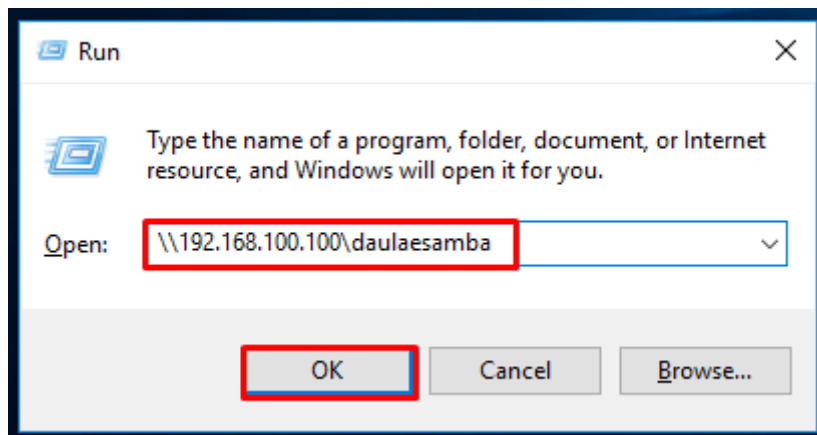 Run
Type the name of a program, folder, document, or Internet
resource, and Windows will open it for you.
Open: \\192.168.100.100\daulaesamba
OK Cancel Browse...